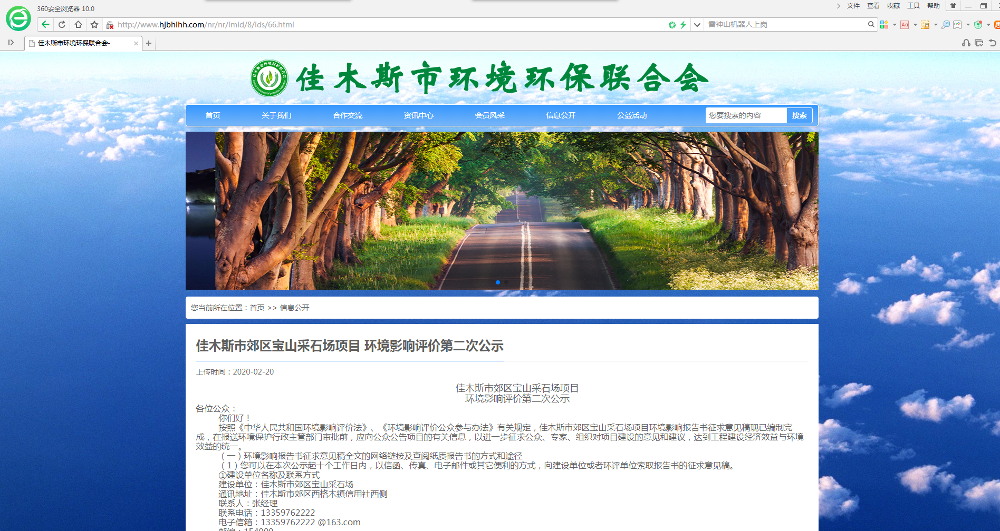 360安全浏览器 10.0
文件 查看 收藏 工具 帮助
http://www.hjbhlhh.com/nr/nr/lmid/8/ids/66.html
雷神山机器人上岗
佳木斯市环境环保联合会-
佳木斯市环境环保联合会
首页 关于我们 合作交流 资讯中心 会员风采 信息公开 公益活动 您要搜索的内容 搜索
您当前所在位置：首页 >> 信息公开
佳木斯市郊区宝山采石场项目 环境影响评价第二次公示
上传时间：2020-02-20
佳木斯市郊区宝山采石场项目
环境影响评价第二次公示
各位公众：
你们好！
按照《中华人民共和国环境影响评价法》、《环境影响评价公众参与办法》有关规定，佳木斯市郊区宝山采石场项目环境影响报告书征求意见稿现已编制完
成，在报送环境保护行政主管部门审批前，应向公众公告项目的有关信息，以进一步征求公众、专家、组织对项目建设的意见和建议，达到工程建设经济效益与环境
效益的统一。
（一）环境影响报告书征求意见稿全文的网络链接及查阅纸质报告书的方式和途径
（1）您可以在本次公示起十个工作日内，以信函、传真、电子邮件或其它便利的方式，向建设单位或者环评单位索取报告书的征求意见稿。
①建设单位名称及联系方式
建设单位：佳木斯市郊区宝山采石场
通讯地址：佳木斯市郊区西格木镇信用社西侧
联系人：张经理
联系电话：13359762222
电子信箱：13359762222 @163.com
邮编：154000